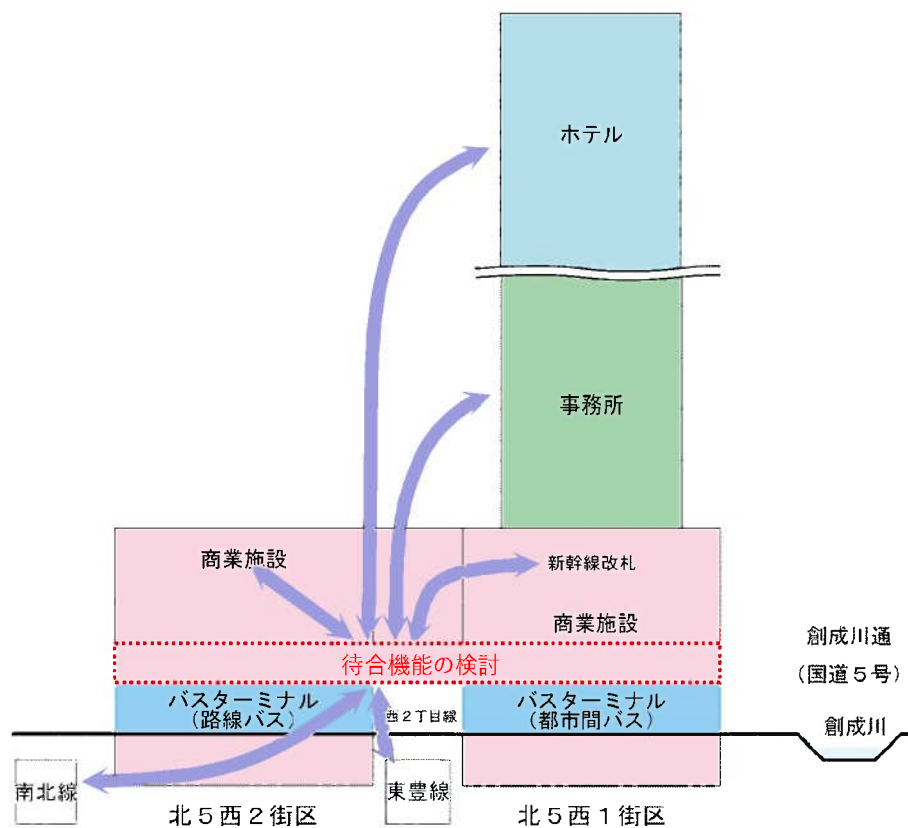 ホテル
事務所
商業施設
新幹線改札
商業施設
待合機能の検討
創成川通
(国道５号)
バスターミナル
(路線バス)
西２丁目線
バスターミナル
(都市間バス)
創成川
南北線
東豊線
北５西２街区
北５西１街区